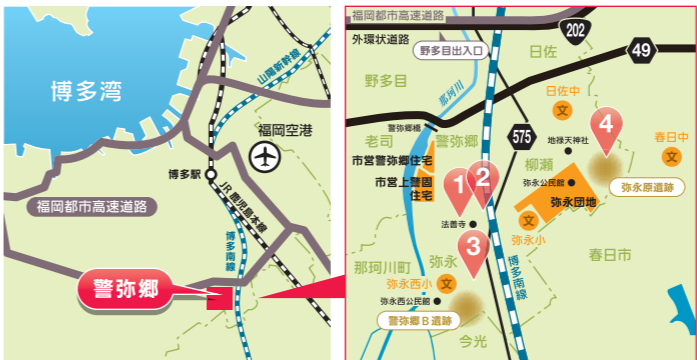 博多湾
山陽新幹線
福岡空港
博多駅
JR鹿児島本線
福岡都市高速道路
博多南線
警弥郷
福岡都市高速道路
外環状道路
野多目出入口
日佐
202
49
野多目
那珂川
日佐中
文
警弥郷橋
老司
警弥郷
575
地禄天神社
4
春日中
文
市営警弥郷住宅
柳瀬
市営上警固
住宅
1
2
弥永公民館
弥永団地
弥永原遺跡
法善寺
文
弥永小
3
春日市
那珂川町
弥永
博多南線
弥永西小
文
弥永西公民館
警弥郷B遺跡
今光